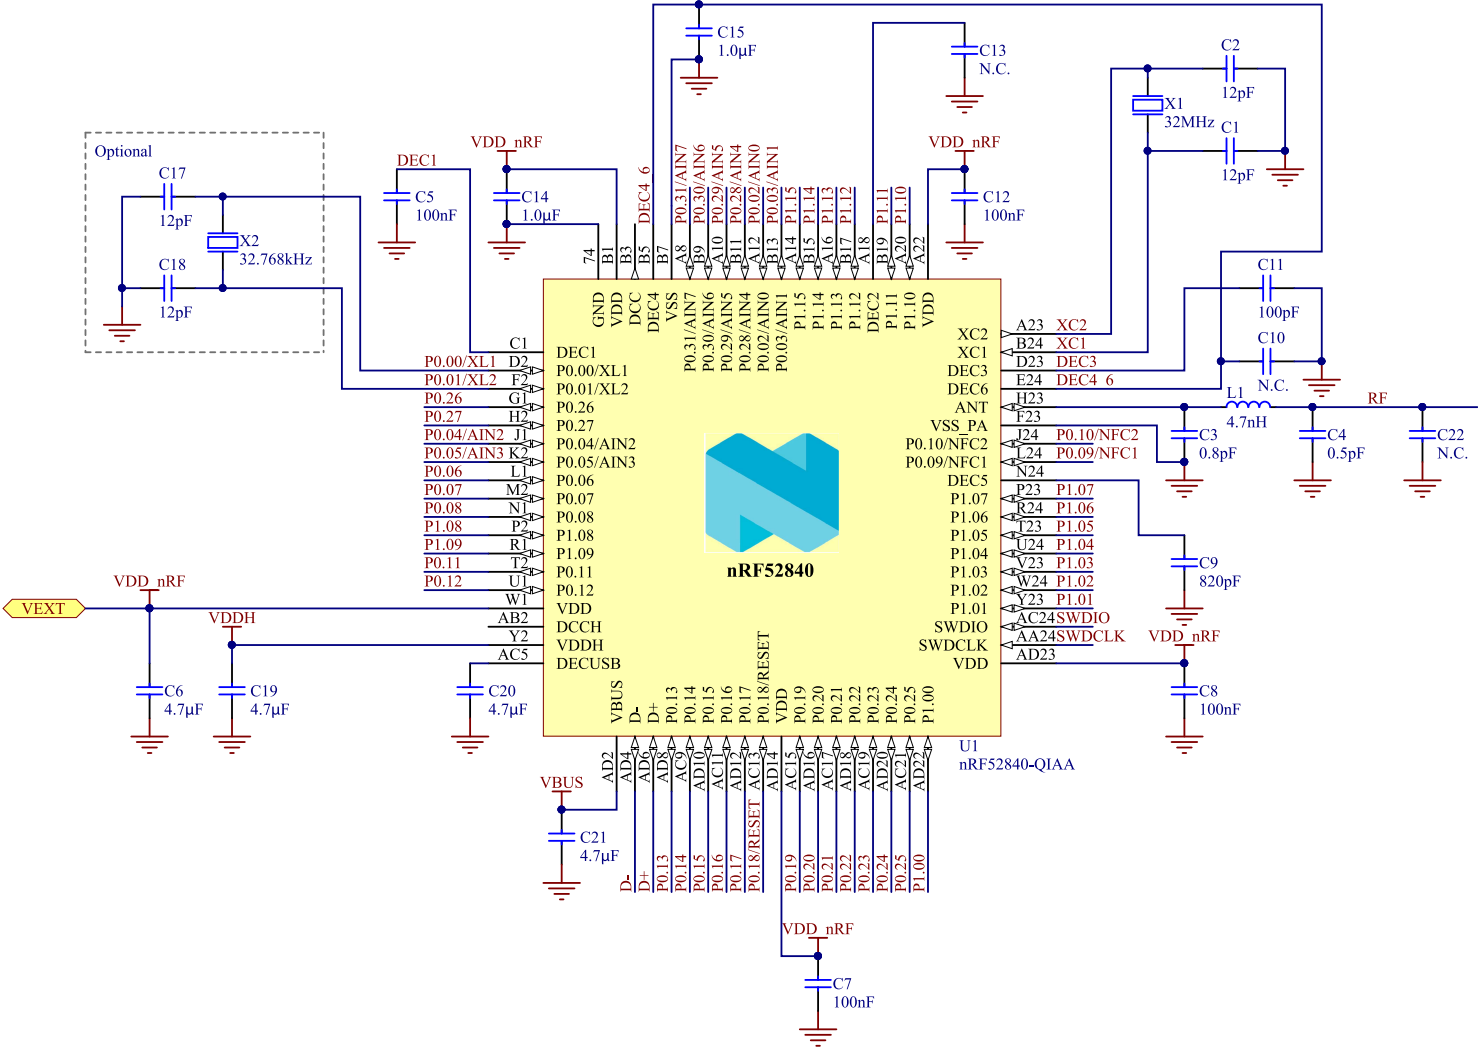 C15
1.0µF
C13
N.C.
C2
12pF
X1
32MHz
C1
12pF
Optional
C17
12pF
X2
32.768kHz
C18
12pF
DEC1
C5
100nF
VDD_nRF
C14
1.0µF
DEC4_6
P0.31/AIN7
P0.30/AIN6
P0.29/AIN5
P0.28/AIN4
P0.02/AIN0
P0.03/AIN1
P1.15
P1.14
P1.13
P1.12
P1.11
P1.10
VDD_nRF
C12
100nF
74
B1
B3
B5
B7
A8
B9
A10
B11
A12
B13
A14
B15
A16
B17
A18
B19
A20
A22
GND
VDD
DCC
DEC4
VSS
P0.31/AIN7
P0.30/AIN6
P0.29/AIN5
P0.28/AIN4
P0.02/AIN0
P0.03/AIN1
P1.15
P1.14
P1.13
P1.12
DEC2
P1.11
P1.10
VDD
C11
100pF
C10
N.C.
C1 DEC1
P0.00/XL1 D2 P0.00/XL1
P0.01/XL2 F2 P0.01/XL2
P0.26 G1 P0.26
P0.27 H2 P0.27
P0.04/AIN2 J1 P0.04/AIN2
P0.05/AIN3 K2 P0.05/AIN3
P0.06 L1 P0.06
P0.07 M2 P0.07
P0.08 N1 P0.08
P1.08 P2 P1.08
P1.09 R1 P1.09
P0.11 T2 P0.11
P0.12 U1 P0.12
W1 VDD
AB2 DCCH
Y2 VDDH
AC5 DECUSB
XC2 A23 XC2
XC1 B24 XC1
DEC3 D23 DEC3
DEC6 E24 DEC4_6
ANT H23
VSS_PA F23
P0.10/NFC2 J24 P0.10/NFC2
P0.09/NFC1 L24 P0.09/NFC1
DEC5 N24
P1.07 P23 P1.07
P1.06 R24 P1.06
P1.05 T23 P1.05
P1.04 U24 P1.04
P1.03 V23 P1.03
P1.02 W24 P1.02
P1.01 Y23 P1.01
SWDIO AC24 SWDIO
SWDCLK AA24 SWDCLK
VDD AD23
nRF52840
L1
4.7nH
RF
C3
0.8pF
C4
0.5pF
C22
N.C.
C9
820pF
VDD_nRF
C8
100nF
VDD_nRF
VEXT
VDDH
C6
4.7µF
C19
4.7µF
C20
4.7µF
VBUS
D-
D+
P0.13
P0.14
P0.15
P0.16
P0.17
P0.18/RESET
VDD
P0.19
P0.20
P0.21
P0.22
P0.23
P0.24
P0.25
P1.00
U1
nRF52840-QIAA
AD2
AD4
AD6
AD8
AC9
AD10
AC11
AD12
AC13
AD14
AC15
AD16
AC17
AD18
AC19
AD20
AC21
AD22
VBUS
C21
4.7µF
D-
D+
P0.13
P0.14
P0.15
P0.16
P0.17
P0.18/RESET
P0.19
P0.20
P0.21
P0.22
P0.23
P0.24
P0.25
P1.00
VDD_nRF
C7
100nF